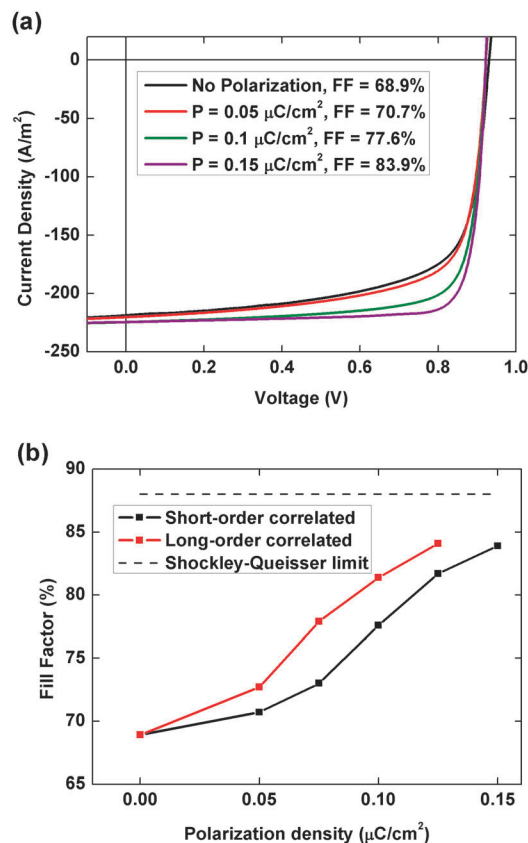 (a)
0
-50
-100
-150
-200
-250
Current Density (A/m²)
No Polarization, FF = 68.9%
P = 0.05 μC/cm², FF = 70.7%
P = 0.1 μC/cm², FF = 77.6%
P = 0.15 μC/cm², FF = 83.9%
0.0 0.2 0.4 0.6 0.8 1.0
Voltage (V)
(b)
90
85
80
75
70
65
Fill Factor (%)
Short-order correlated
Long-order correlated
Shockley-Queisser limit
0.00 0.05 0.10 0.15
Polarization density (μC/cm²)